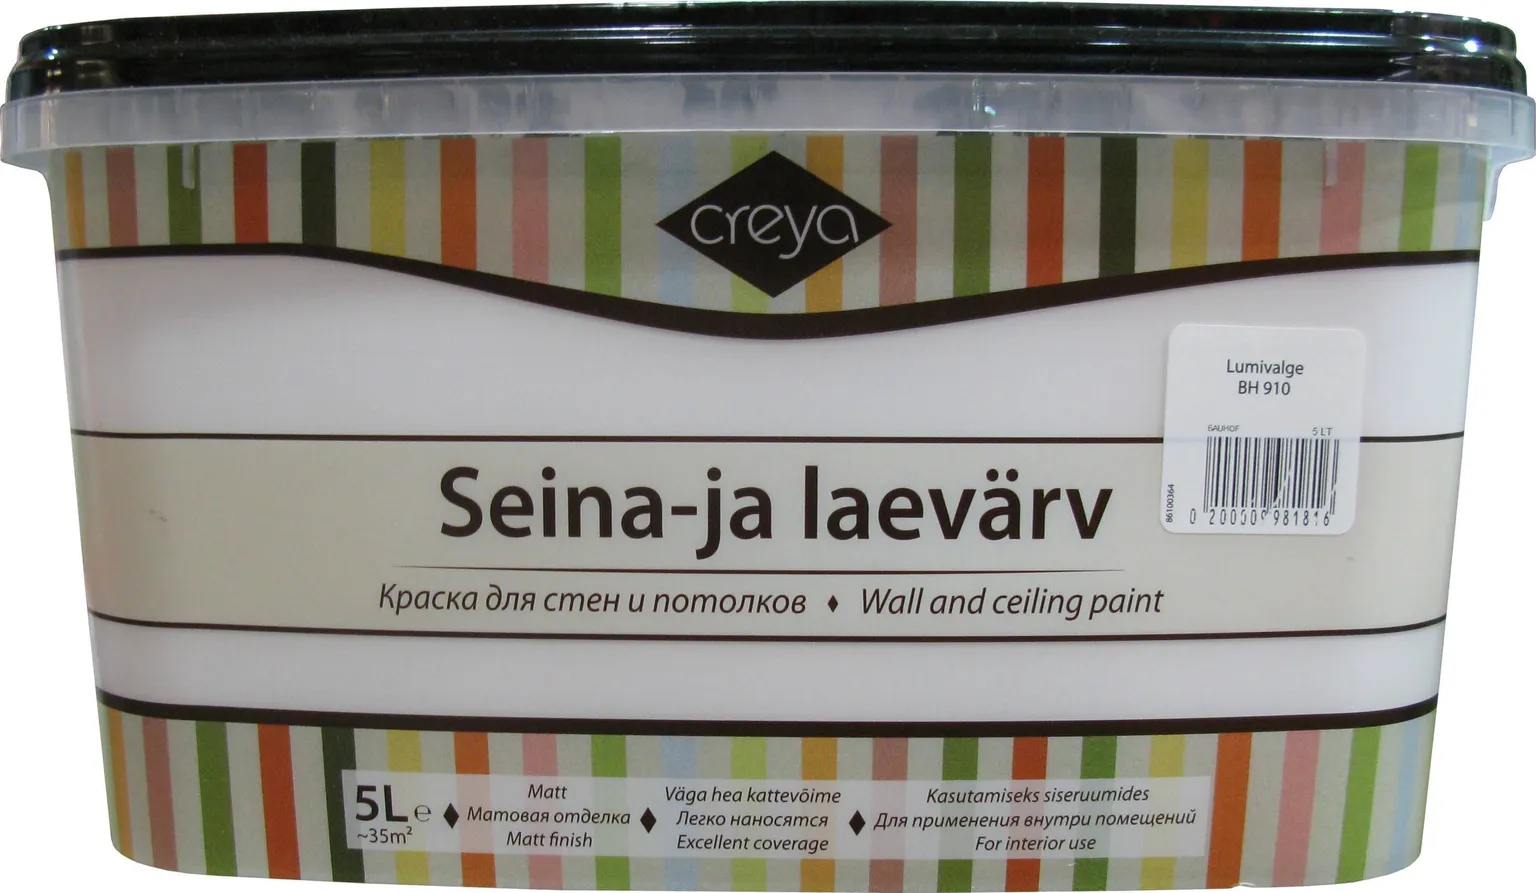 creya
Lumivalge
BH 910
BAUHOF 5 LT
86100364
0 200009 981816
Seina-ja laevärv
Краска для стен и потолков ♦ Wall and ceiling paint
5L e
~35m²
Matt
Матовая отделка
Matt finish
Väga hea kattevõime
Легко наносятся
Excellent coverage
Kasutamiseks siseruumides
Для применения внутри помещений
For interior use